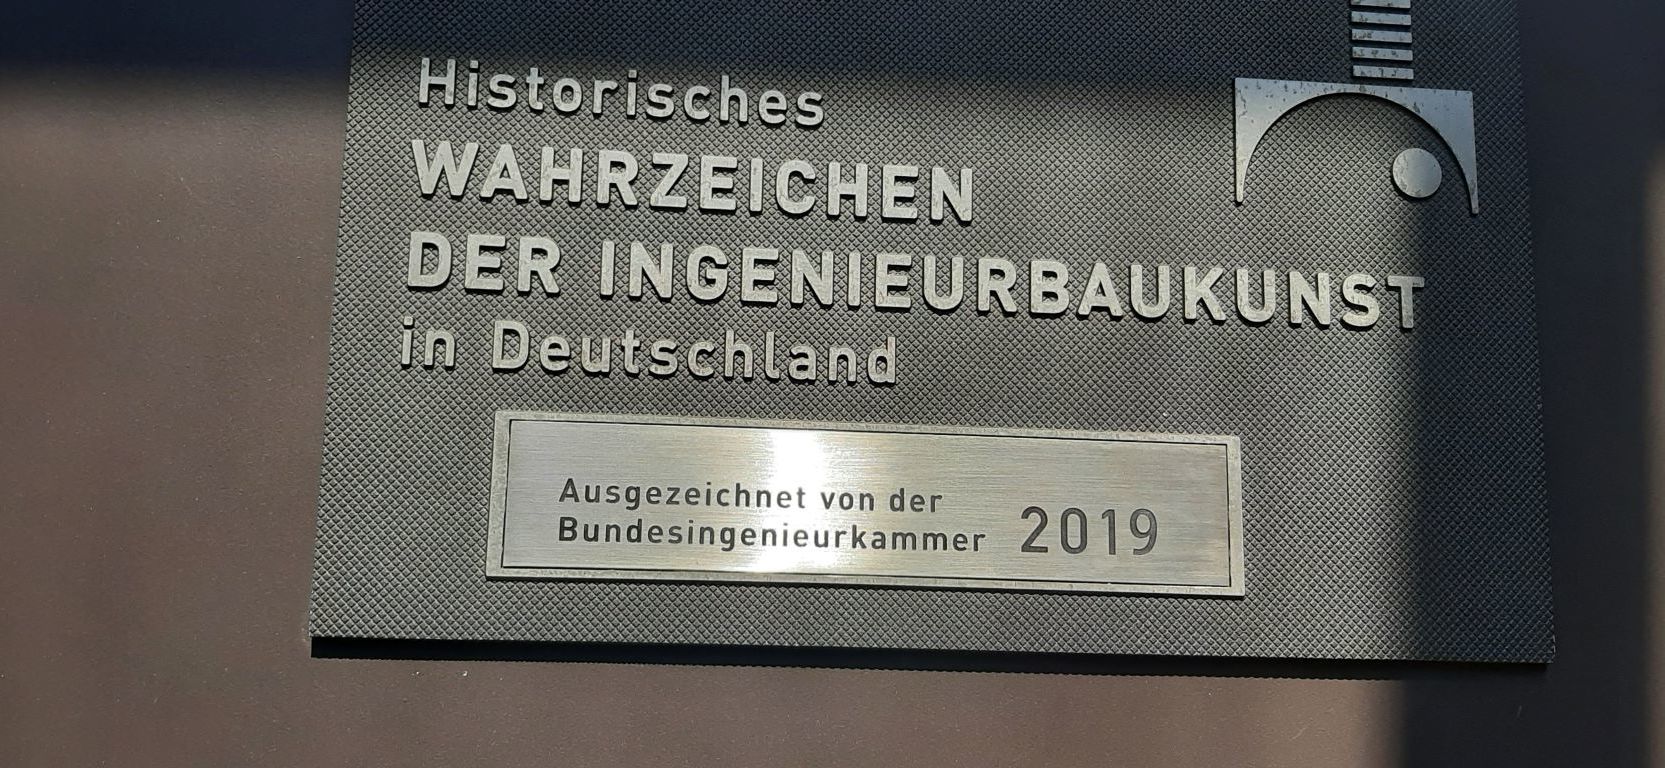 Historisches
WAHRZEICHEN
DER INGENIEURBAUKUNST
in Deutschland
Ausgezeichnet von der
Bundesingenieurkammer 2019